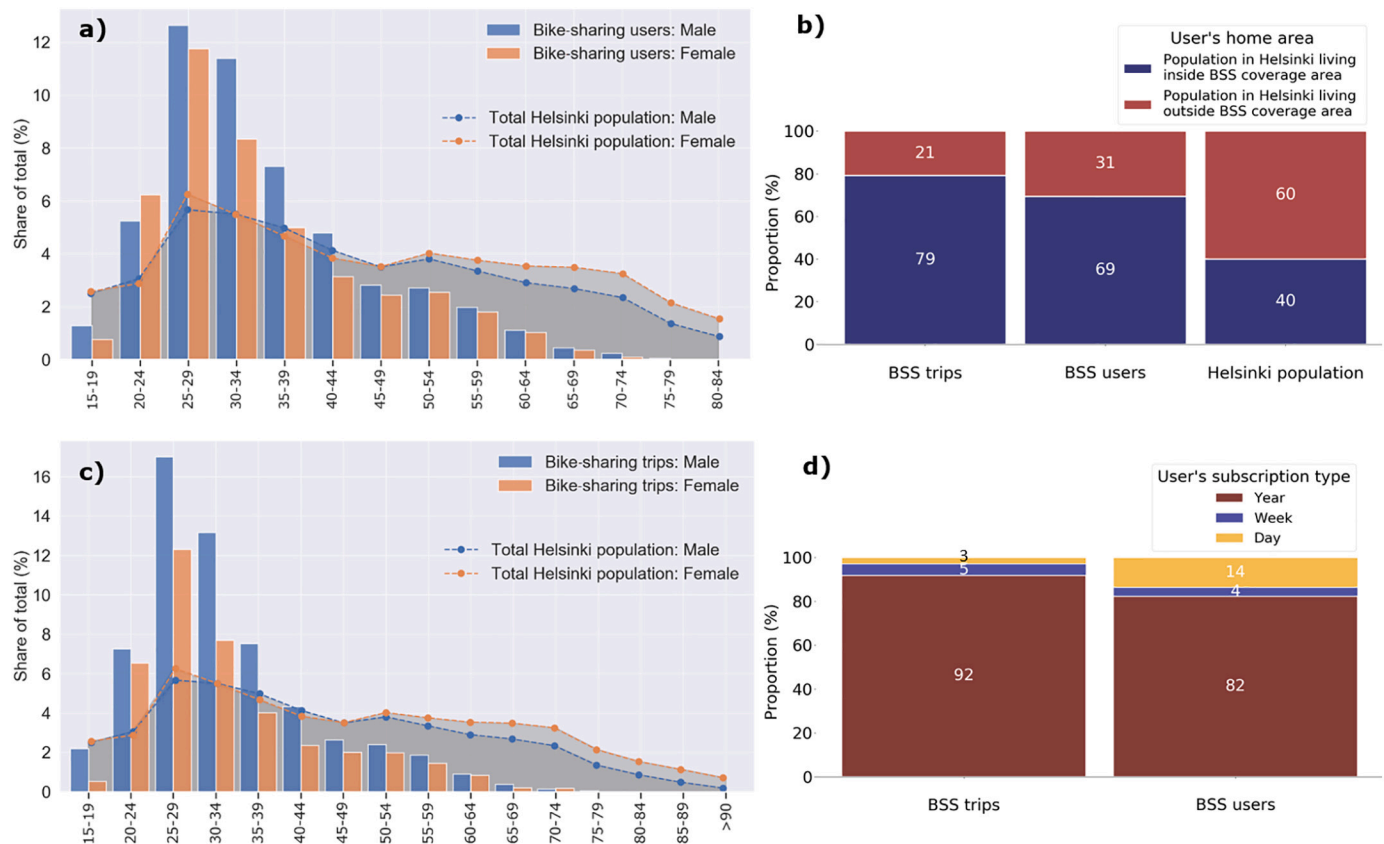 a)
Bike-sharing users: Male
Bike-sharing users: Female
Total Helsinki population: Male
Total Helsinki population: Female
Share of total (%)
12
10
8
6
4
2
0
15-19
20-24
25-29
30-34
35-39
40-44
45-49
50-54
55-59
60-64
65-69
70-74
75-79
80-84
b)
User's home area
Population in Helsinki living
inside BSS coverage area
Population in Helsinki living
outside BSS coverage area
Proportion (%)
100
80
60
40
20
0
21
31
60
79
69
40
BSS trips
BSS users
Helsinki population
c)
Bike-sharing trips: Male
Bike-sharing trips: Female
Total Helsinki population: Male
Total Helsinki population: Female
Share of total (%)
16
14
12
10
8
6
4
2
0
15-19
20-24
25-29
30-34
35-39
40-44
45-49
50-54
55-59
60-64
65-69
70-74
75-79
80-84
85-89
>90
d)
User's subscription type
Year
Week
Day
Proportion (%)
100
80
60
40
20
0
3
5
92
14
4
82
BSS trips
BSS users